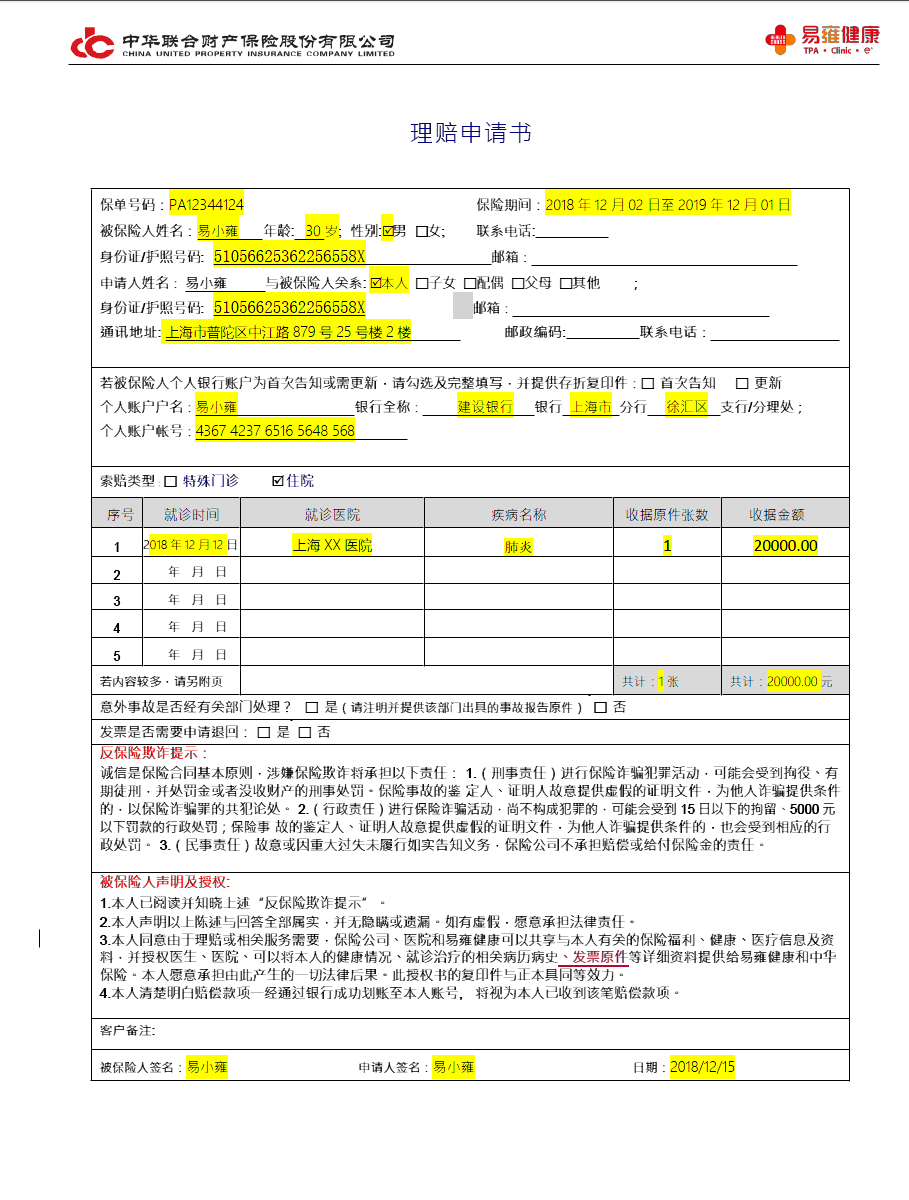 中华联合财产保险股份有限公司
CHINA UNITED PROPERTY INSURANCE COMPANY LIMITED
易雍健康
TPA · Clinic · e⁺
理赔申请书
保单号码：PA12344124 保险期间：2018 年 12 月 02 日至 2019 年 12 月 01 日
被保险人姓名：易小雍 年龄: 30 岁; 性别:☑男 □女; 联系电话:
身份证/护照号码: 51056625362256558X 邮箱：
申请人姓名：易小雍 与被保险人关系:☑本人 □子女 □配偶 □父母 □其他 ;
身份证/护照号码: 51056625362256558X 邮箱：
通讯地址: 上海市普陀区中江路 879 号 25 号楼 2 楼 邮政编码: 联系电话：
若被保险人个人银行账户为首次告知或需更新，请勾选及完整填写，并提供存折复印件：□ 首次告知 □ 更新
个人账户户名：易小雍 银行全称： 建设银行 银行 上海市 分行 徐汇区 支行/分理处；
个人账户帐号：4367 4237 6516 5648 568
索赔类型 □ 特殊门诊 ☑住院
序号 就诊时间 就诊医院 疾病名称 收据原件张数 收据金额
1 2018 年 12 月 12 日 上海 XX 医院 肺炎 1 20000.00
2 年 月 日
3 年 月 日
4 年 月 日
5 年 月 日
若内容较多，请另附页 共计：1 张 共计：20000.00 元
意外事故是否经有关部门处理？ □ 是（请注明并提供该部门出具的事故报告原件） □ 否
发票是否需要申请退回： □ 是 □ 否
反保险欺诈提示：
诚信是保险合同基本原则，涉嫌保险欺诈将承担以下责任： 1.（刑事责任）进行保险诈骗犯罪活动，可能会受到拘役、有
期徒刑，并处罚金或者没收财产的刑事处罚。保险事故的鉴 定人、证明人故意提供虚假的证明文件，为他人诈骗提供条件
的，以保险诈骗罪的共犯论处。 2.（行政责任）进行保险诈骗活动，尚不构成犯罪的，可能会受到 15 日以下的拘留、5000 元
以下罚款的行政处罚；保险事 故的鉴定人、证明人故意提供虚假的证明文件，为他人诈骗提供条件的，也会受到相应的行
政处罚。 3.（民事责任）故意或因重大过失未履行如实告知义务，保险公司不承担赔偿或给付保险金的责任。
被保险人声明及授权:
1.本人已阅读并知晓上述“反保险欺诈提示”。
2.本人声明以上陈述与回答全部属实，并无隐瞒或遗漏。如有虚假，愿意承担法律责任。
3.本人同意由于理赔或相关服务需要，保险公司、医院和易雍健康可以共享与本人有关的保险福利、健康、医疗信息及资
料，并授权医生、医院、可以将本人的健康情况、就诊治疗的相关病历病史、发票原件等详细资料提供给易雍健康和中华
保险。本人愿意承担由此产生的一切法律后果。此授权书的复印件与正本具同等效力。
4.本人清楚明白赔偿款项一经通过银行成功划账至本人账号， 将视为本人已收到该笔赔偿款项。
客户备注:
被保险人签名：易小雍 申请人签名：易小雍 日期：2018/12/15